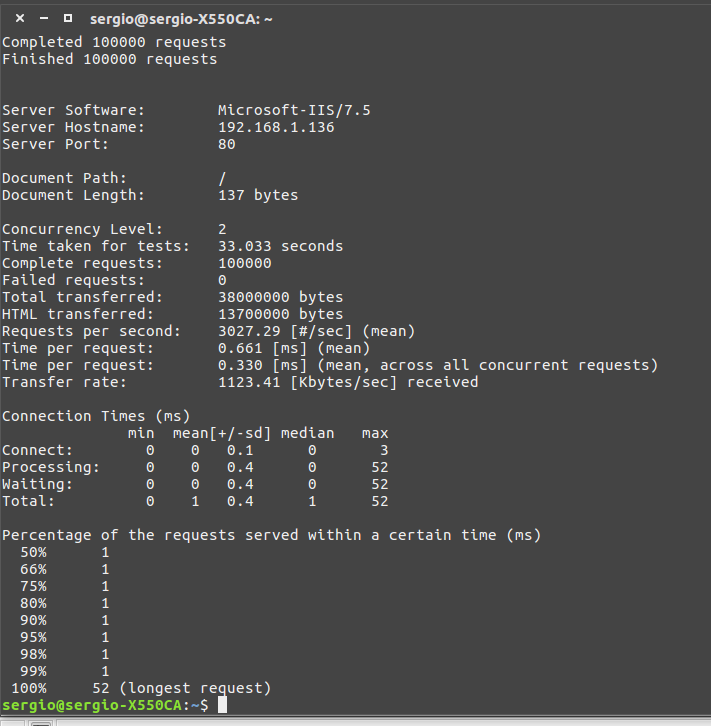 sergio@sergio-X550CA: ~
Completed 100000 requests
Finished 100000 requests
Server Software:        Microsoft-IIS/7.5
Server Hostname:        192.168.1.136
Server Port:            80
Document Path:          /
Document Length:        137 bytes
Concurrency Level:      2
Time taken for tests:   33.033 seconds
Complete requests:      100000
Failed requests:        0
Total transferred:      38000000 bytes
HTML transferred:       13700000 bytes
Requests per second:    3027.29 [#/sec] (mean)
Time per request:       0.661 [ms] (mean)
Time per request:       0.330 [ms] (mean, across all concurrent requests)
Transfer rate:          1123.41 [Kbytes/sec] received
Connection Times (ms)
              min  mean[+/-sd] median   max
Connect:        0    0   0.1      0       3
Processing:     0    0   0.4      0      52
Waiting:        0    0   0.4      0      52
Total:          0    1   0.4      1      52
Percentage of the requests served within a certain time (ms)
  50%      1
  66%      1
  75%      1
  80%      1
  90%      1
  95%      1
  98%      1
  99%      1
 100%     52 (longest request)
sergio@sergio-X550CA:~$